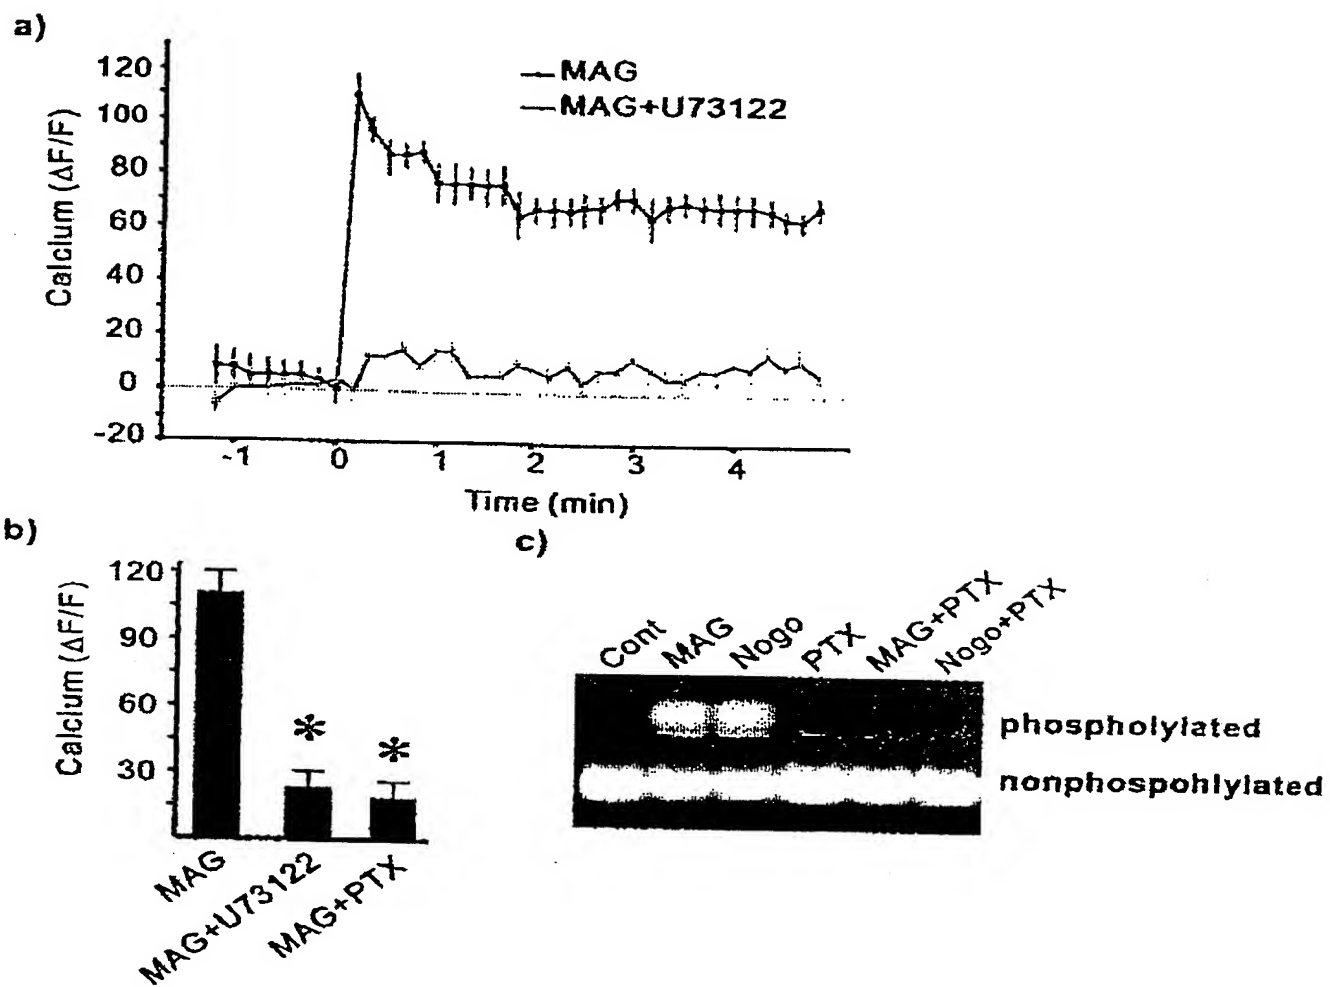 a)
Calcium (ΔF/F)
120
100
80
60
40
20
0
-20
MAG
MAG+U73122
-1 0 1 2 3 4
Time (min)
b)
Calcium (ΔF/F)
120
90
60
30
*
*
MAG
MAG+U73122
MAG+PTX
c)
Cont MAG Nogo PTX MAG+PTX Nogo+PTX
phospholylated
nonphospohlylated